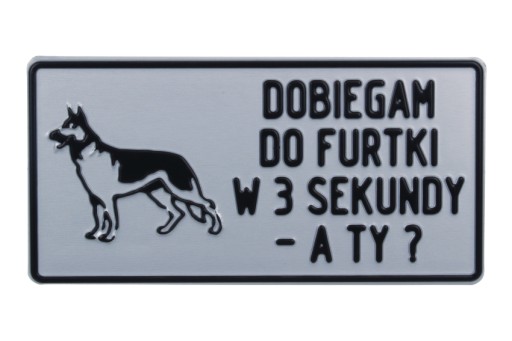 DOBIEGAM
DO FURTKI
W 3 SEKUNDY
- A TY ?